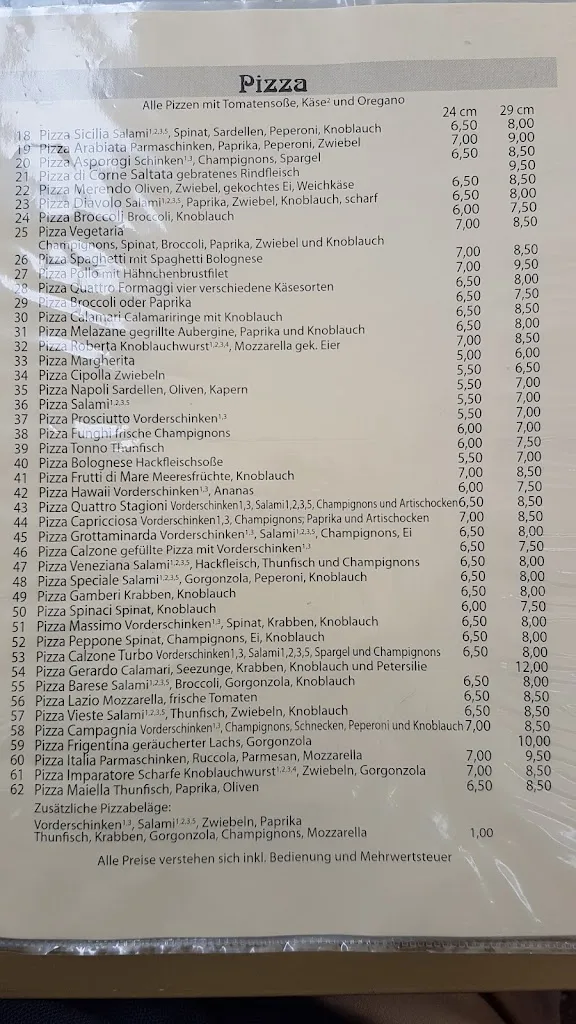 Pizza
Alle Pizzen mit Tomatensoße, Käse² und Oregano
24 cm 29 cm
18 Pizza Sicilia Salami¹,²,³,⁵, Spinat, Sardellen, Peperoni, Knoblauch 6,50 8,00
19 Pizza Arabiata Parmaschinken, Paprika, Peperoni, Zwiebel 7,00 9,00
20 Pizza Asporogi Schinken¹,³, Champignons, Spargel 6,50 8,50
21 Pizza di Corne Saltata gebratenes Rindfleisch 9,50
22 Pizza Merendo Oliven, Zwiebel, gekochtes Ei, Weichkäse 6,50 8,50
23 Pizza Diavolo Salami¹,²,³,⁵, Paprika, Zwiebel, Knoblauch, scharf 6,50 8,00
24 Pizza Broccoli Broccoli, Knoblauch 6,00 7,50
25 Pizza Vegetaria 7,00 8,50
Champignons, Spinat, Broccoli, Paprika, Zwiebel und Knoblauch
26 Pizza Spaghetti mit Spaghetti Bolognese 7,00 8,50
27 Pizza Pollo mit Hähnchenbrustfilet 7,00 9,50
28 Pizza Quattro Formaggi vier verschiedene Käsesorten 6,50 8,00
29 Pizza Broccoli oder Paprika 6,50 7,50
30 Pizza Calamari Calamariringe mit Knoblauch 6,50 8,50
31 Pizza Melazane gegrillte Aubergine, Paprika und Knoblauch 6,50 8,00
32 Pizza Roberta Knoblauchwurst¹,²,³,⁴, Mozzarella gek. Eier 7,00 8,50
33 Pizza Margherita 5,00 6,00
34 Pizza Cipolla Zwiebeln 5,50 6,50
35 Pizza Napoli Sardellen, Oliven, Kapern 5,50 7,00
36 Pizza Salami¹,²,³,⁵ 5,50 7,00
37 Pizza Prosciutto Vorderschinken¹,³ 5,50 7,00
38 Pizza Funghi frische Champignons 6,00 7,00
39 Pizza Tonno Thunfisch 6,00 7,50
40 Pizza Bolognese Hackfleischsoße 5,50 7,00
41 Pizza Frutti di Mare Meeresfrüchte, Knoblauch 7,00 8,50
42 Pizza Hawaii Vorderschinken¹,³, Ananas 6,00 7,50
43 Pizza Quattro Stagioni Vorderschinken1,3, Salami1,2,3,5, Champignons und Artischocken 6,50 8,50
44 Pizza Capricciosa Vorderschinken1,3, Champignons; Paprika und Artischocken 7,00 8,50
45 Pizza Grottaminarda Vorderschinken¹,³, Salami¹,²,³,⁵, Champignons, Ei 6,50 8,00
46 Pizza Calzone gefüllte Pizza mit Vorderschinken¹,³ 6,50 7,50
47 Pizza Veneziana Salami¹,²,³,⁵, Hackfleisch, Thunfisch und Champignons 6,50 8,00
48 Pizza Speciale Salami¹,²,³,⁵, Gorgonzola, Peperoni, Knoblauch 6,50 8,00
49 Pizza Gamberi Krabben, Knoblauch 6,50 8,00
50 Pizza Spinaci Spinat, Knoblauch 6,00 7,50
51 Pizza Massimo Vorderschinken¹,³, Spinat, Krabben, Knoblauch 6,50 8,00
52 Pizza Peppone Spinat, Champignons, Ei, Knoblauch 6,50 8,00
53 Pizza Calzone Turbo Vorderschinken1,3, Salami1,2,3,5, Spargel und Champignons 6,50 8,00
54 Pizza Gerardo Calamari, Seezunge, Krabben, Knoblauch und Petersilie 12,00
55 Pizza Barese Salami¹,²,³,⁵, Broccoli, Gorgonzola, Knoblauch 6,50 8,00
56 Pizza Lazio Mozzarella, frische Tomaten 6,50 8,50
57 Pizza Vieste Salami¹,²,³,⁵, Thunfisch, Zwiebeln, Knoblauch 6,50 8,50
58 Pizza Campagnia Vorderschinken¹,³, Champignons, Schnecken, Peperoni und Knoblauch 7,00 8,50
59 Pizza Frigentina geräucherter Lachs, Gorgonzola 10,00
60 Pizza Italia Parmaschinken, Ruccola, Parmesan, Mozzarella 7,00 9,50
61 Pizza Imparatore Scharfe Knoblauchwurst¹,²,³,⁴, Zwiebeln, Gorgonzola 7,00 8,50
62 Pizza Maiella Thunfisch, Paprika, Oliven 6,50 8,50
Zusätzliche Pizzabeläge:
Vorderschinken¹,³, Salami¹,²,³,⁵, Zwiebeln, Paprika
Thunfisch, Krabben, Gorgonzola, Champignons, Mozzarella 1,00
Alle Preise verstehen sich inkl. Bedienung und Mehrwertsteuer